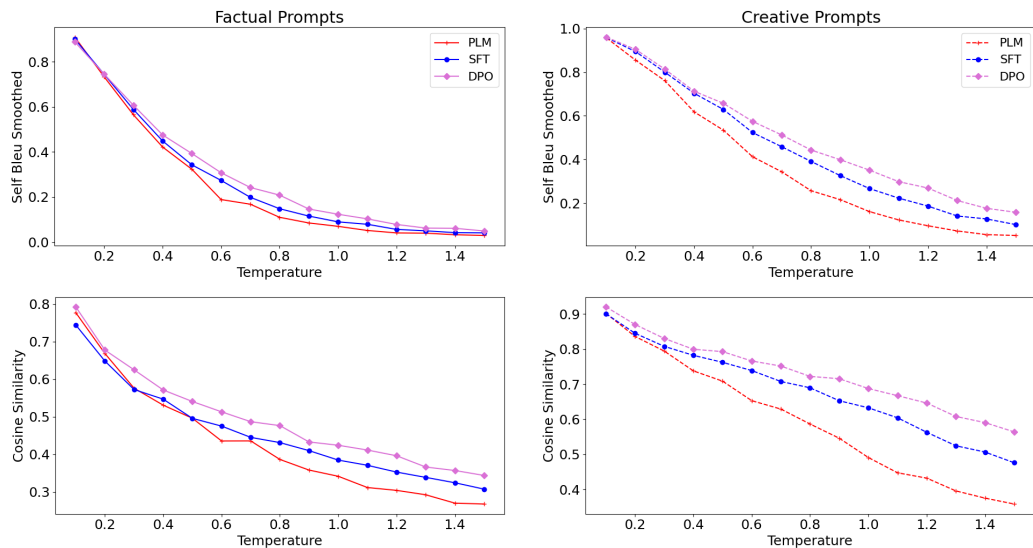 Factual Prompts
Self Bleu Smoothed
0.8
0.6
0.4
0.2
0.0
PLM
SFT
DPO
0.2 0.4 0.6 0.8 1.0 1.2 1.4
Temperature
Creative Prompts
Self Bleu Smoothed
1.0
0.8
0.6
0.4
0.2
PLM
SFT
DPO
0.2 0.4 0.6 0.8 1.0 1.2 1.4
Temperature
Cosine Similarity
0.8
0.7
0.6
0.5
0.4
0.3
0.2 0.4 0.6 0.8 1.0 1.2 1.4
Temperature
Cosine Similarity
0.9
0.8
0.7
0.6
0.5
0.4
0.2 0.4 0.6 0.8 1.0 1.2 1.4
Temperature